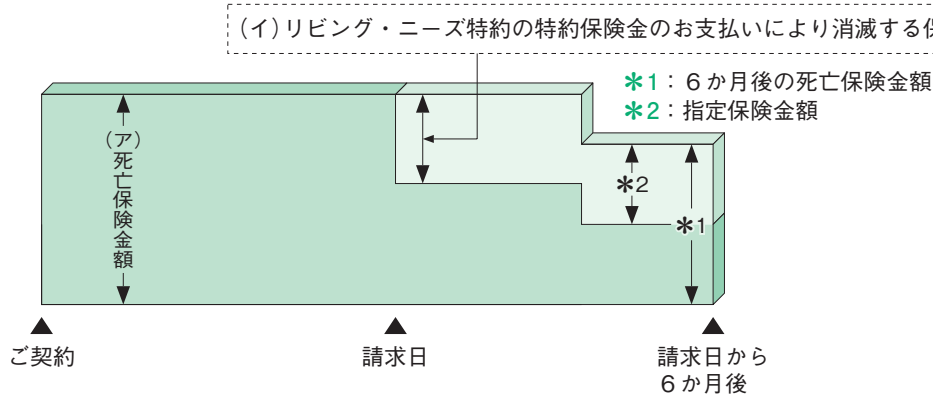 (イ)リビング・ニーズ特約の特約保険金のお支払いにより消滅する
＊1：６か月後の死亡保険金額
＊2：指定保険金額
(ア)死亡保険金額
＊2
＊1
ご契約
請求日
請求日から
６か月後